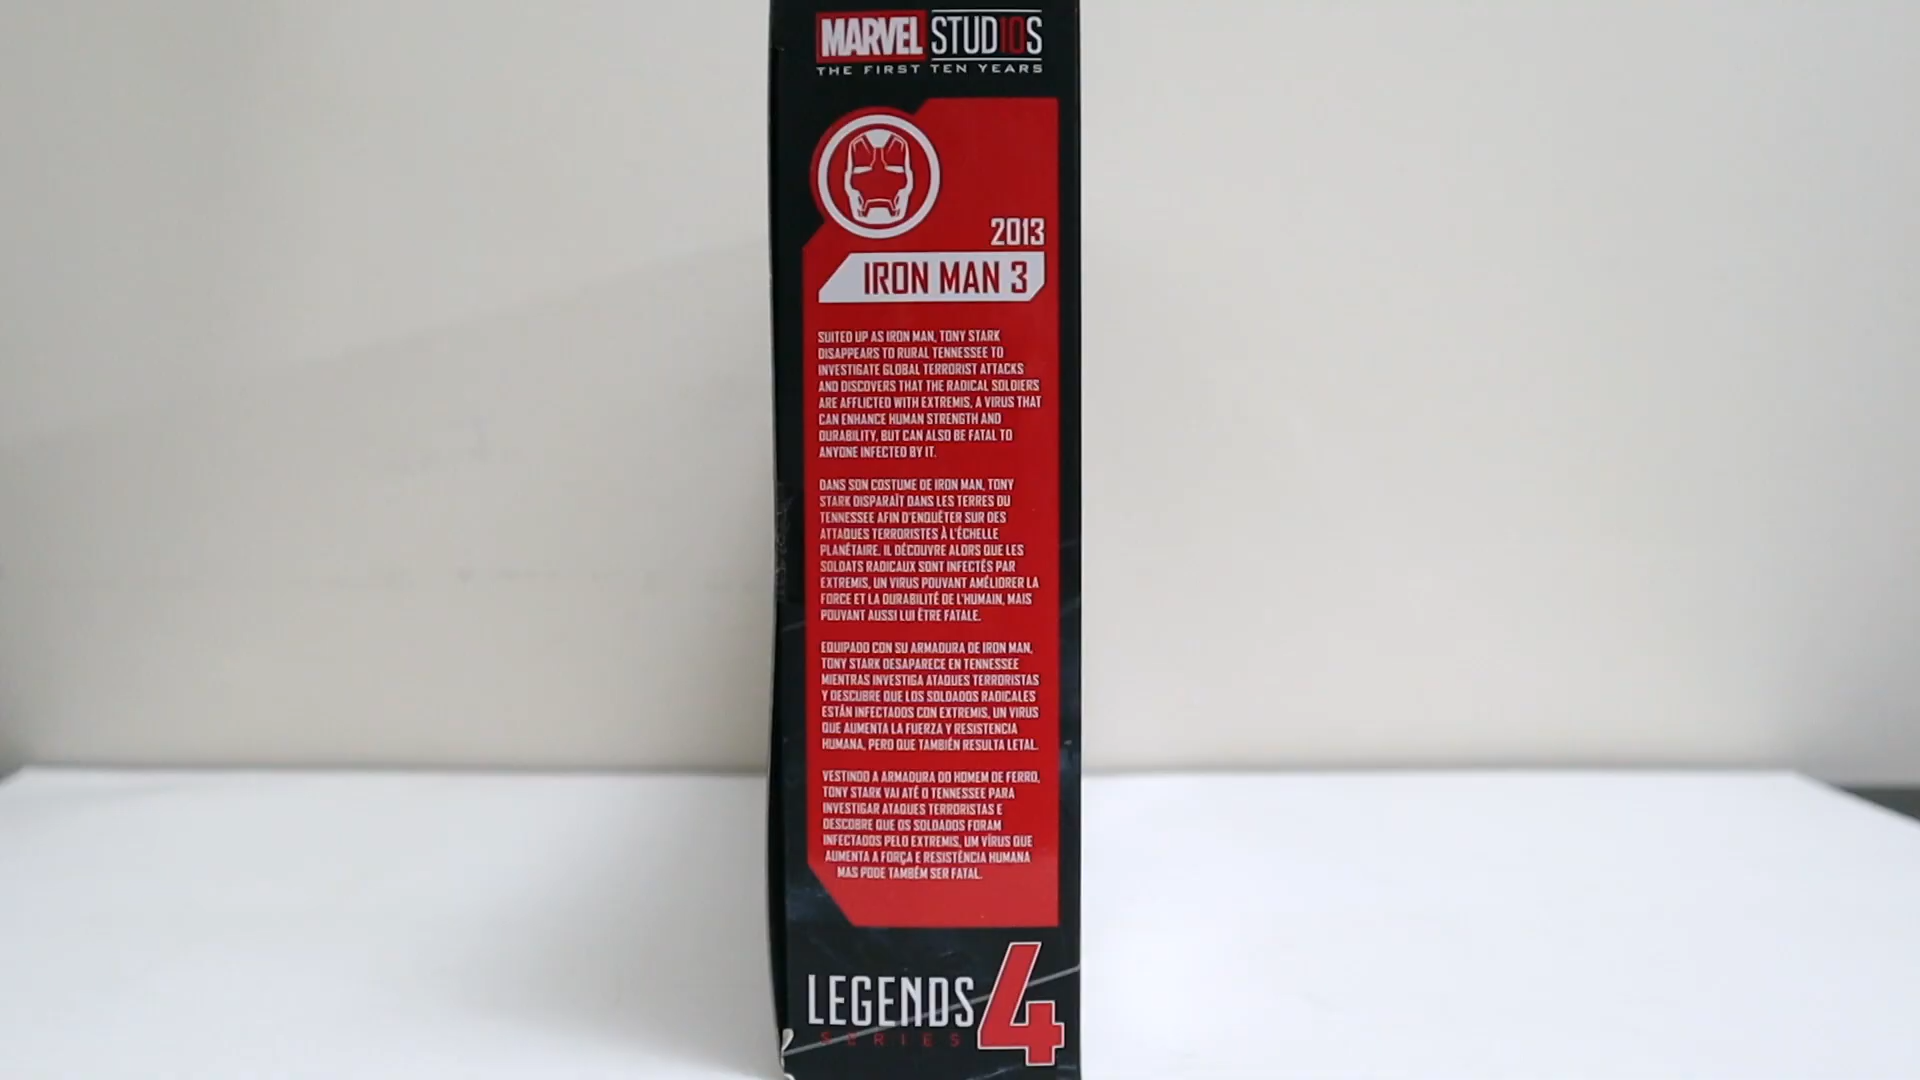 MARVEL STUDIOS
THE FIRST TEN YEARS
2013
IRON MAN 3
SUITED UP AS IRON MAN, TONY STARK
DISAPPEARS TO RURAL TENNESSEE TO
INVESTIGATE GLOBAL TERRORIST ATTACKS
AND DISCOVERS THAT THE RADICAL SOLDIERS
ARE AFFLICTED WITH EXTREMIS, A VIRUS THAT
CAN ENHANCE HUMAN STRENGTH AND
DURABILITY, BUT CAN ALSO BE FATAL TO
ANYONE INFECTED BY IT.
DANS SON COSTUME DE IRON MAN, TONY
STARK DISPARAÎT DANS LES TERRES DU
TENNESSEE AFIN D'ENQUÊTER SUR DES
ATTAQUES TERRORISTES À L'ÉCHELLE
PLANÉTAIRE. IL DÉCOUVRE ALORS QUE LES
SOLDATS RADICAUX SONT INFECTÉS PAR
EXTREMIS, UN VIRUS POUVANT AMÉLIORER LA
FORCE ET LA DURABILITÉ DE L'HUMAIN, MAIS
POUVANT AUSSI LUI ÊTRE FATALE.
EQUIPADO CON SU ARMADURA DE IRON MAN,
TONY STARK DESAPARECE EN TENNESSEE
MIENTRAS INVESTIGA ATAQUES TERRORISTAS
Y DESCUBRE QUE LOS SOLDADOS RADICALES
ESTÁN INFECTADOS CON EXTREMIS, UN VIRUS
QUE AUMENTA LA FUERZA Y RESISTENCIA
HUMANA, PERO QUE TAMBIÉN RESULTA LETAL.
VESTINDO A ARMADURA DO HOMEM DE FERRO,
TONY STARK VAI ATÉ O TENNESSEE PARA
INVESTIGAR ATAQUES TERRORISTAS E
DESCOBRE QUE OS SOLDADOS FORAM
INFECTADOS PELO EXTREMIS, UM VÍRUS QUE
AUMENTA A FORÇA E RESISTÊNCIA HUMANA
MAS PODE TAMBÉM SER FATAL.
LEGENDS 4
SERIES